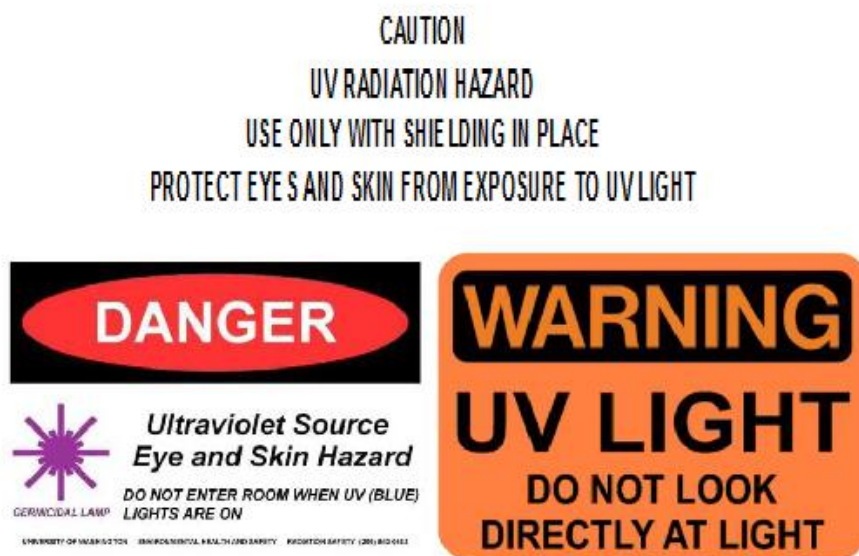 CAUTION
UV RADIATION HAZARD
USE ONLY WITH SHIELDING IN PLACE
PROTECT EYES AND SKIN FROM EXPOSURE TO UV LIGHT
DANGER
Ultraviolet Source
Eye and Skin Hazard
DO NOT ENTER ROOM WHEN UV (BLUE)
LIGHTS ARE ON
GERMICIDAL LAMP
UNIVERSITY OF WASHINGTON ENVIRONMENTAL HEALTH AND SAFETY RADIATION SAFETY
WARNING
UV LIGHT
DO NOT LOOK
DIRECTLY AT LIGHT